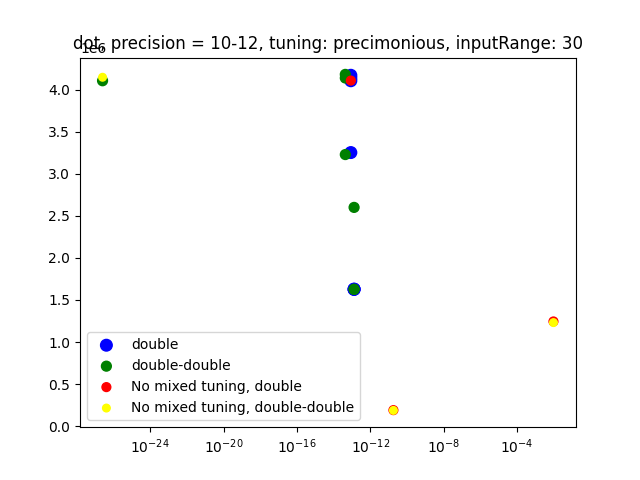 dot, precision = 10-12, tuning: precimonious, inputRange: 30
1e6
4.0
3.5
3.0
2.5
2.0
1.5
1.0
0.5
0.0
double
double-double
No mixed tuning, double
No mixed tuning, double-double
10^-24 10^-20 10^-16 10^-12 10^-8 10^-4